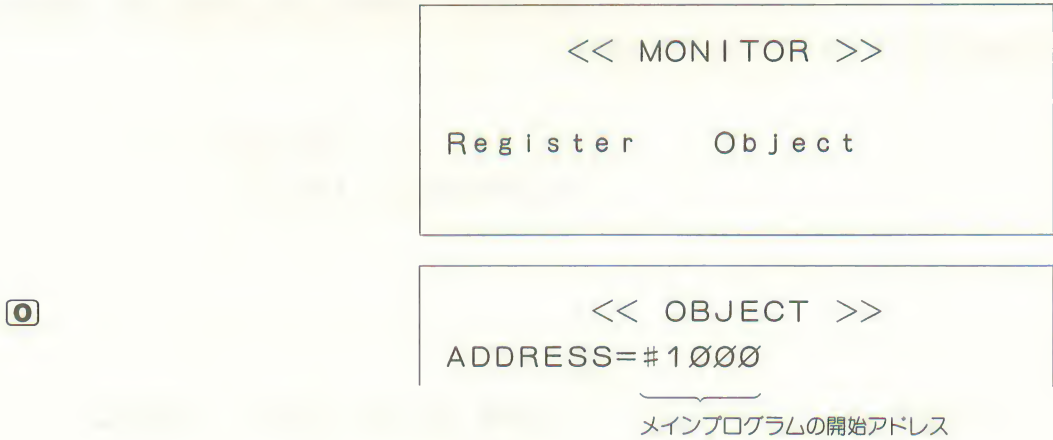 << MONITOR >>
Register Object
O
<< OBJECT >>
ADDRESS=#1000
メインプログラムの開始アドレス